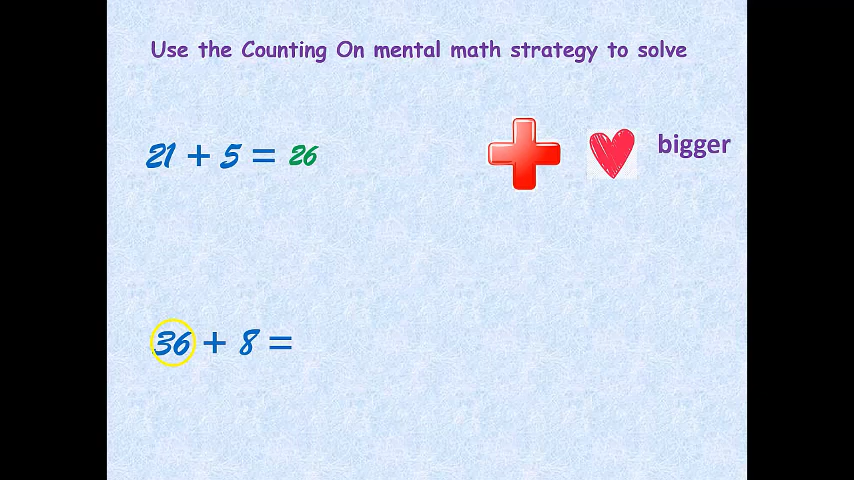 Use the Counting On mental math strategy to solve
21 + 5 = 26
bigger
36 + 8 =